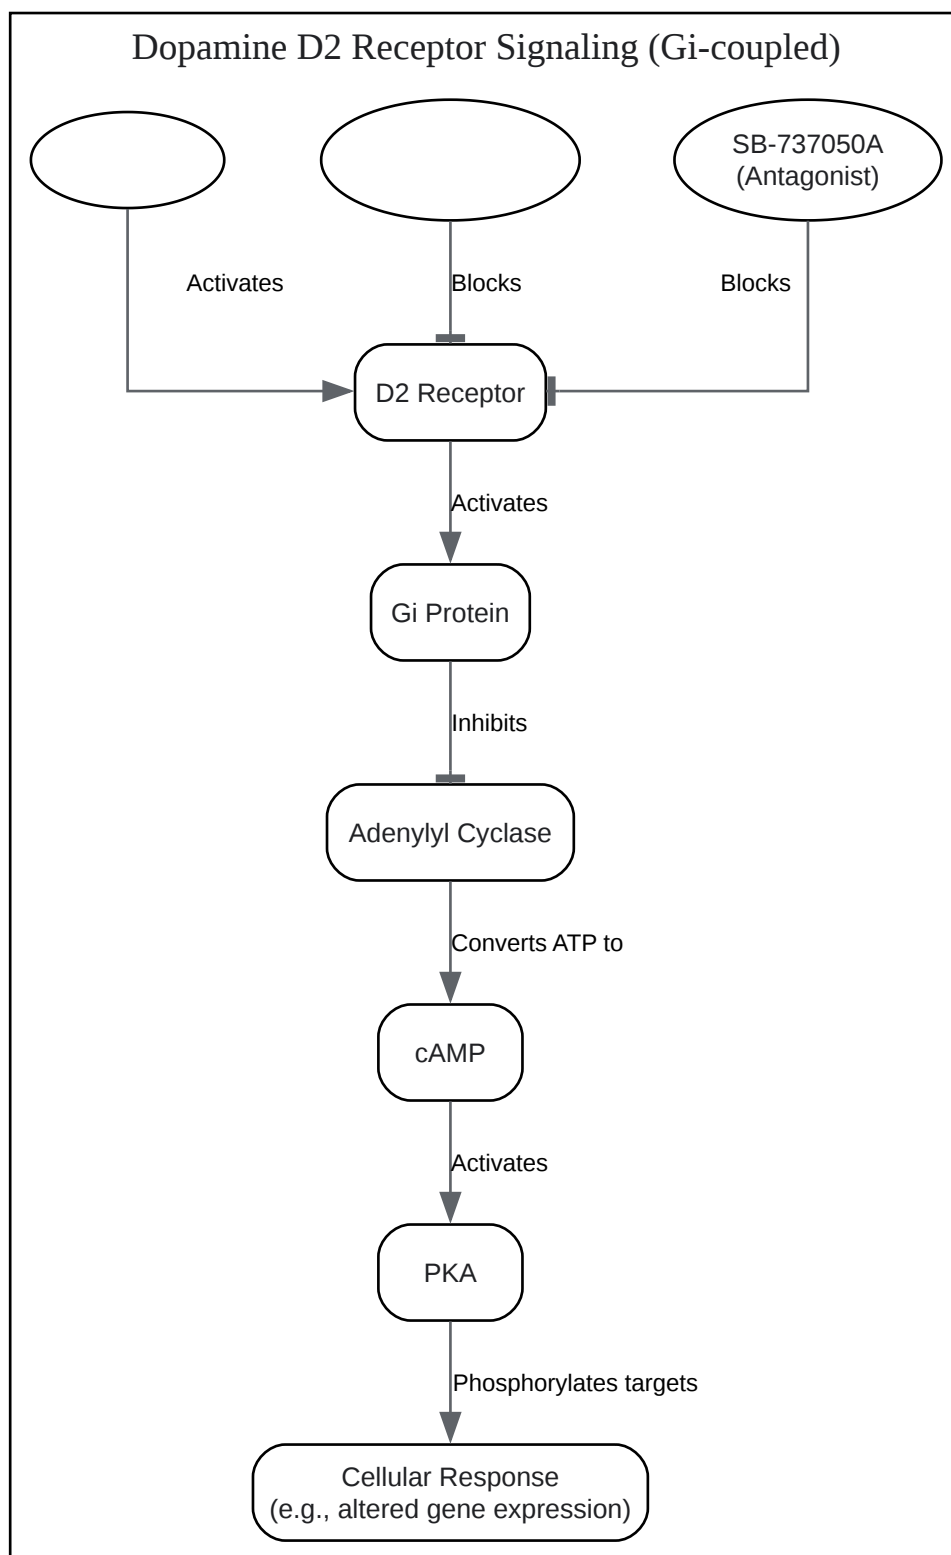 Dopamine D2 Receptor Signaling (Gi-coupled)
SB-737050A
(Antagonist)
Activates
Blocks
Blocks
D2 Receptor
Activates
Gi Protein
Inhibits
Adenylyl Cyclase
Converts ATP to
cAMP
Activates
PKA
Phosphorylates targets
Cellular Response
(e.g., altered gene expression)